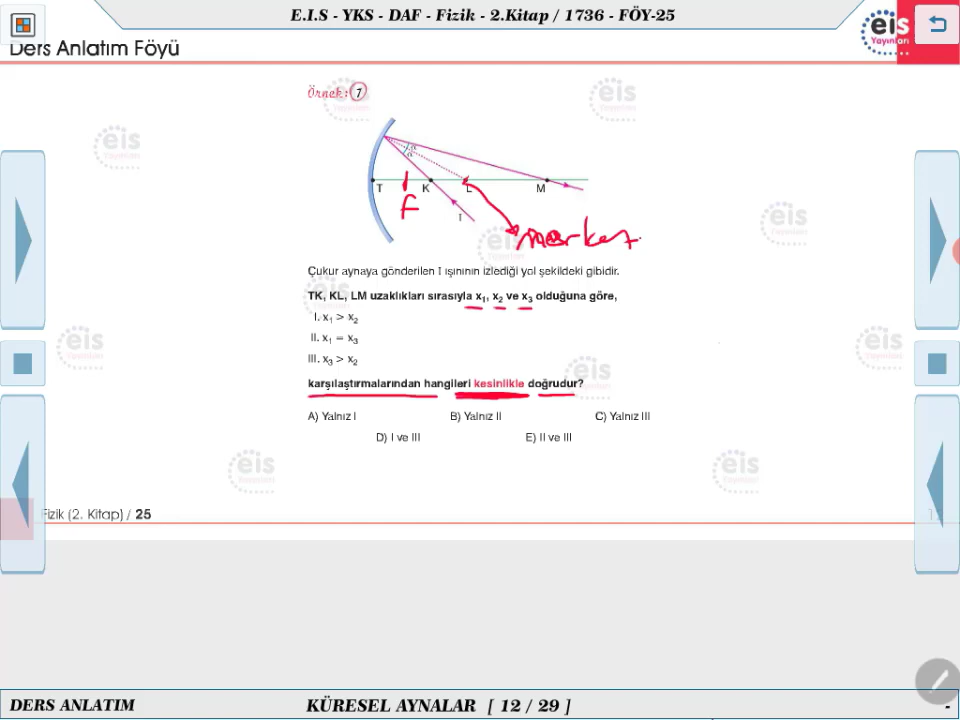 E.I.S - YKS - DAF - Fizik - 2.Kitap / 1736 - FÖY-25
eis
Yayınları
Ders Anlatım Föyü
Örnek: 7
α
α
T K L M
F
I
merkez
Çukur aynaya gönderilen I ışınının izlediği yol şekildeki gibidir.
TK, KL, LM uzaklıkları sırasıyla x₁, x₂ ve x₃ olduğuna göre,
I. x₁ > x₂
II. x₁ = x₃
III. x₃ > x₂
karşılaştırmalarından hangileri kesinlikle doğrudur?
A) Yalnız I B) Yalnız II C) Yalnız III
D) I ve III E) II ve III
Fizik (2. Kitap) / 25
DERS ANLATIM KÜRESEL AYNALAR [ 12 / 29 ] -